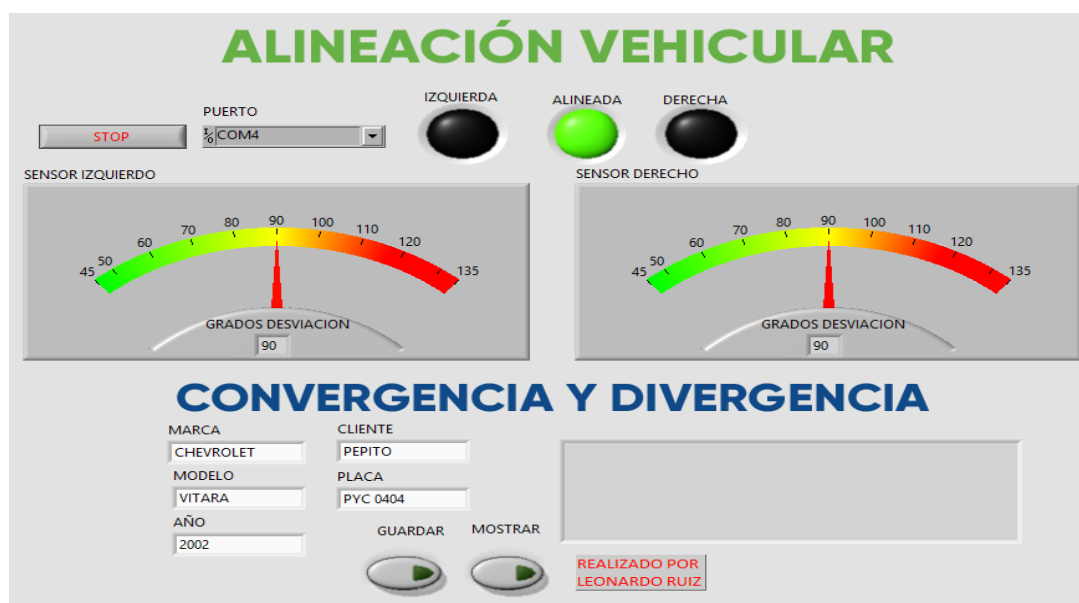 ALINEACIÓN VEHICULAR
IZQUIERDA
ALINEADA
DERECHA
PUERTO
STOP
COM4
SENSOR IZQUIERDO
45 50 60 70 80 90 100 110 120 135
GRADOS DESVIACION
90
SENSOR DERECHO
45 50 60 70 80 90 100 110 120 135
GRADOS DESVIACION
90
CONVERGENCIA Y DIVERGENCIA
MARCA
CHEVROLET
CLIENTE
PEPITO
MODELO
VITARA
PLACA
PYC 0404
AÑO
2002
GUARDAR
MOSTRAR
REALIZADO POR
LEONARDO RUIZ